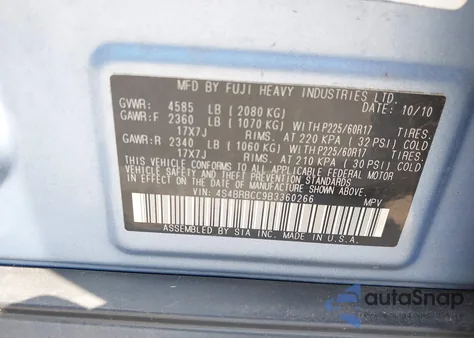 MFD BY FUJI HEAVY INDUSTRIES LTD.
GVWR: 4585 LB (2080 KG) DATE: 10/10
GAWR:F 2360 LB (1070 KG) WITH P225/60R17 TIRES.
17X7J RIMS. AT 220 KPA (32 PSI) COLD
GAWR:R 2340 LB (1060 KG) WITH P225/60R17 TIRES.
17X7J RIMS. AT 210 KPA (30 PSI) COLD
THIS VEHICLE CONFORMS TO ALL APPLICABLE FEDERAL MOTOR
VEHICLE SAFETY AND THEFT PREVENTION STANDARDS IN
EFFECT ON THE DATE OF MANUFACTURE SHOWN ABOVE.
VIN: 4S4BRBCC9B3360266 MPV
ASSEMBLED BY SIA INC. MADE IN U.S.A.
autoSnap